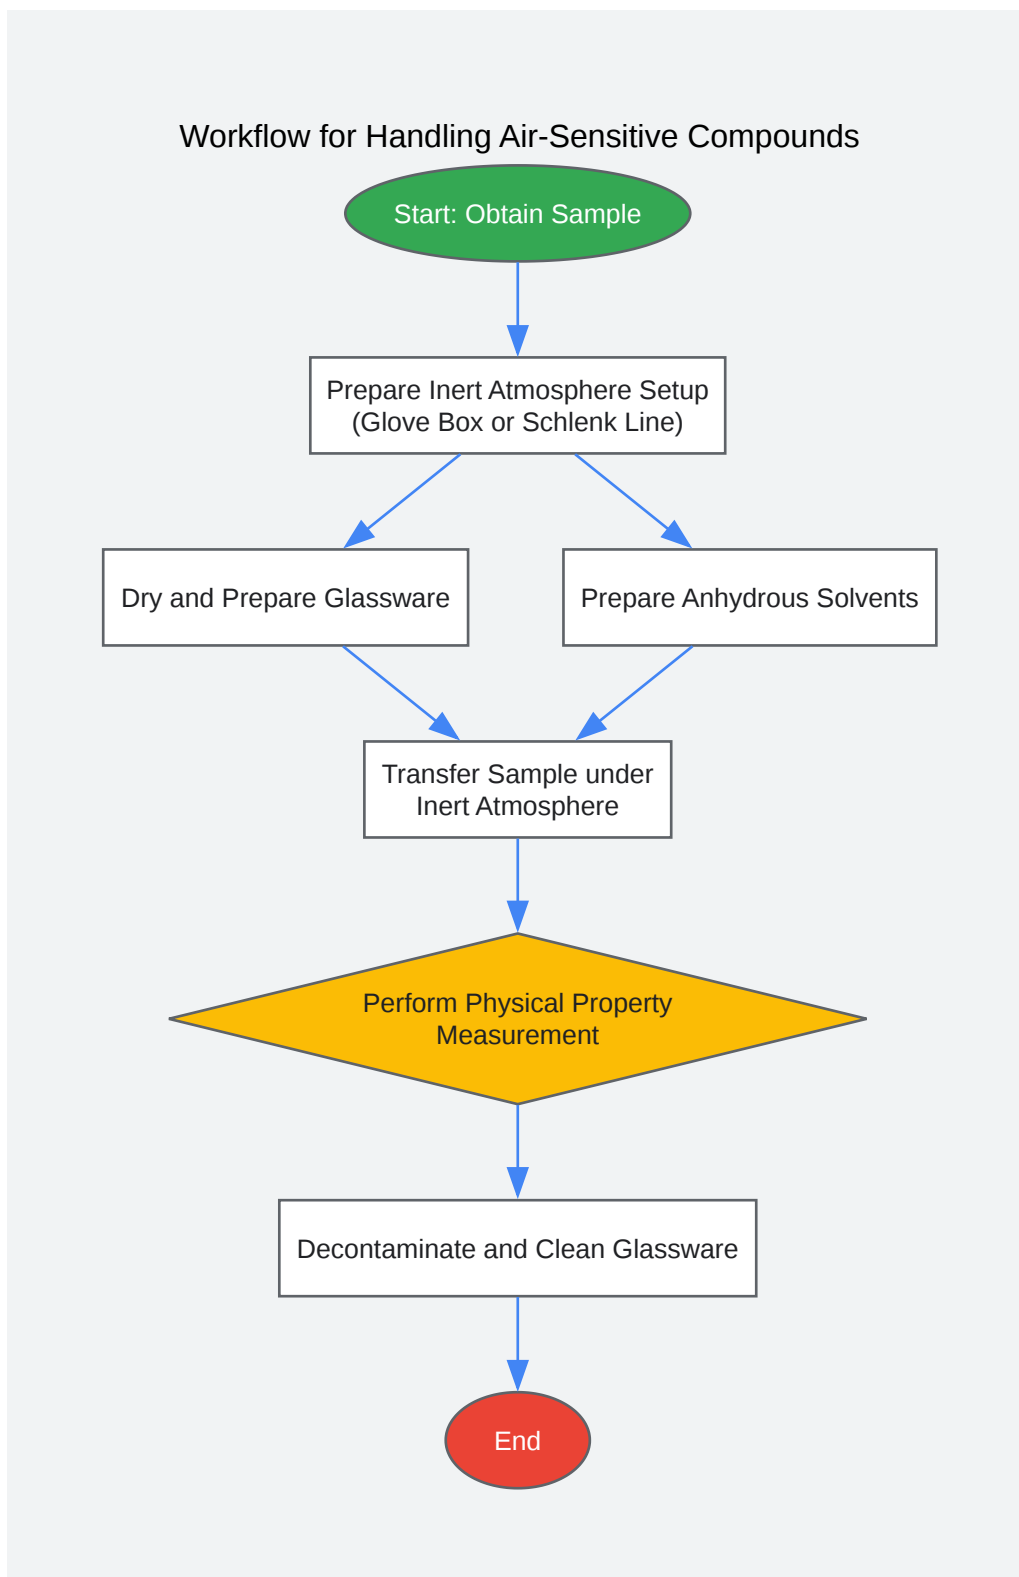 Workflow for Handling Air-Sensitive Compounds
Start: Obtain Sample
Prepare Inert Atmosphere Setup
(Glove Box or Schlenk Line)
Dry and Prepare Glassware
Prepare Anhydrous Solvents
Transfer Sample under
Inert Atmosphere
Perform Physical Property
Measurement
Decontaminate and Clean Glassware
End